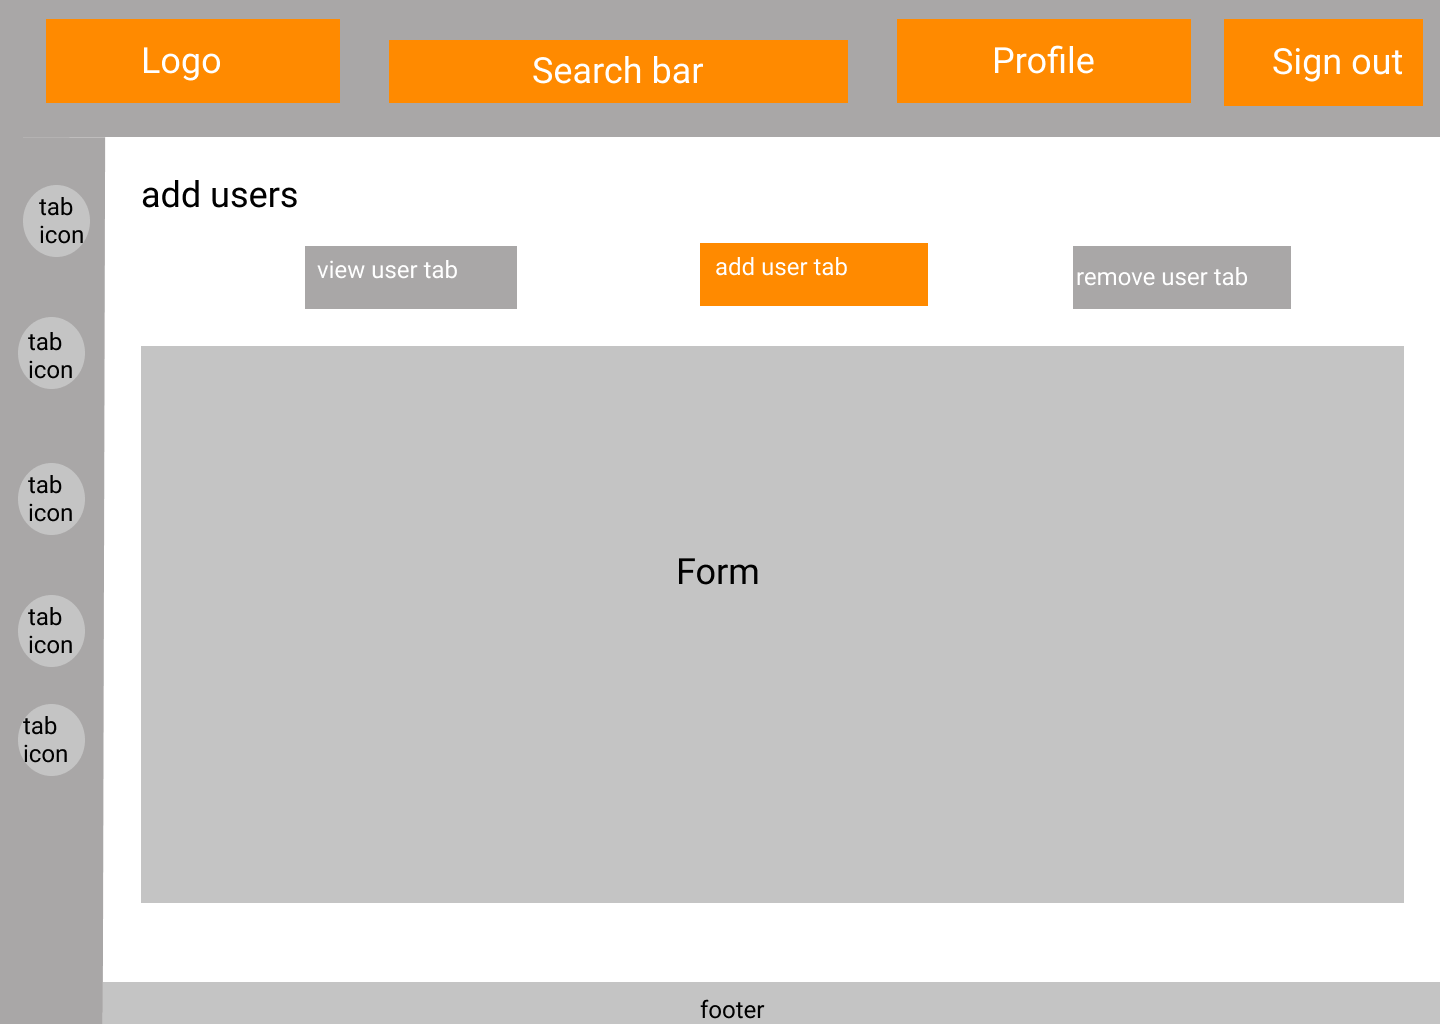 Logo
Search bar
Profile
Sign out
add users
view user tab
add user tab
remove user tab
tab
icon
tab
icon
tab
icon
tab
icon
tab
icon
Form
footer